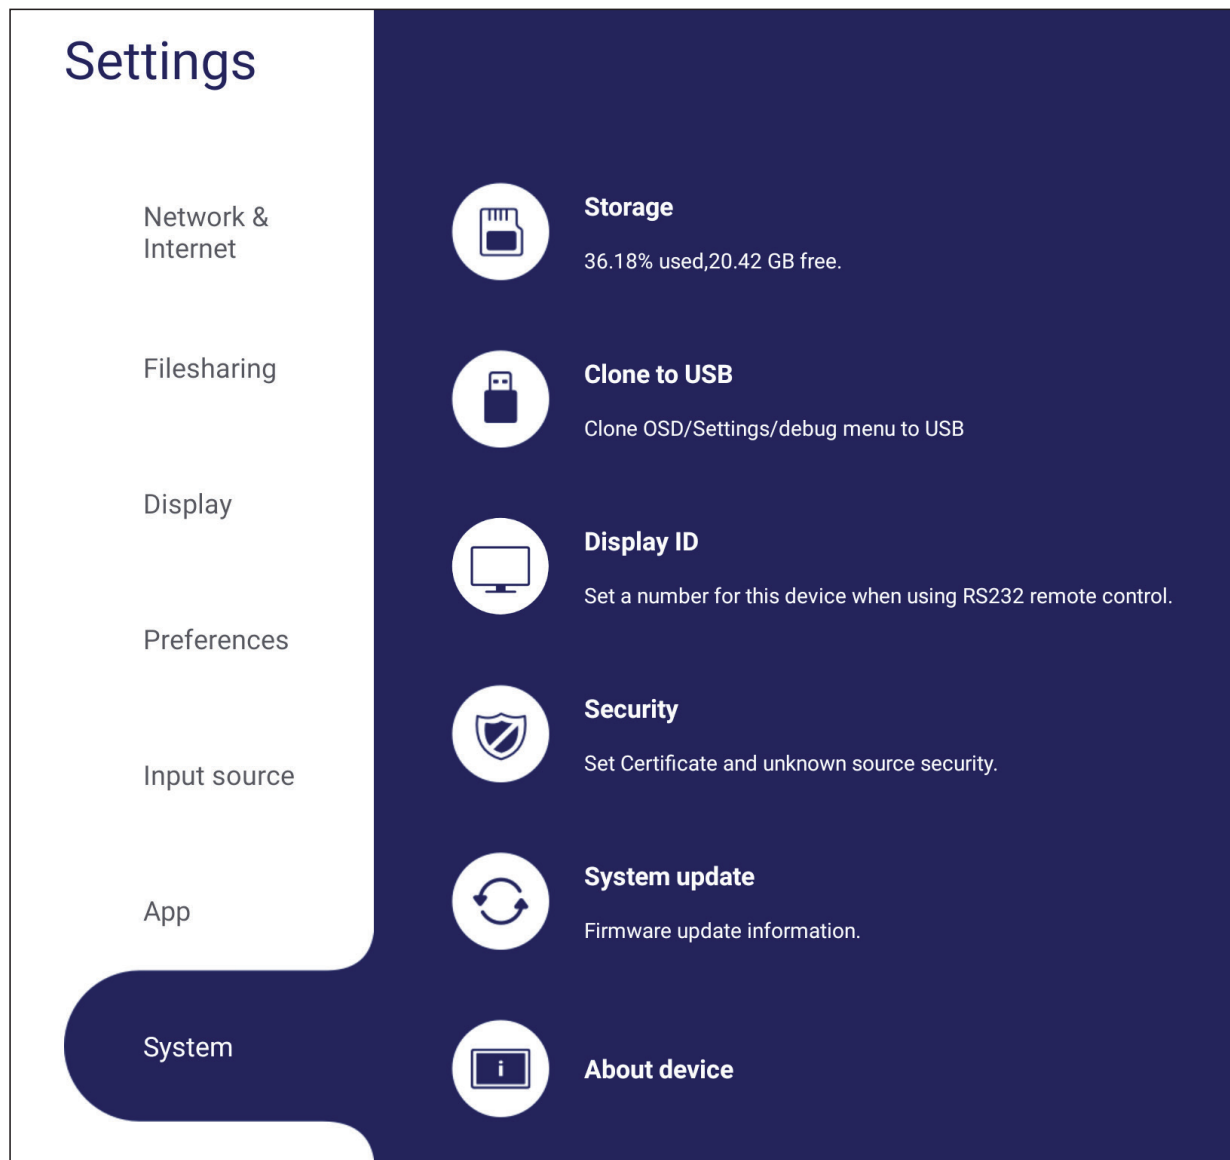 Settings
Network &
Internet
Filesharing
Display
Preferences
Input source
App
System
Storage
36.18% used,20.42 GB free.
Clone to USB
Clone OSD/Settings/debug menu to USB
Display ID
Set a number for this device when using RS232 remote control.
Security
Set Certificate and unknown source security.
System update
Firmware update information.
i
About device